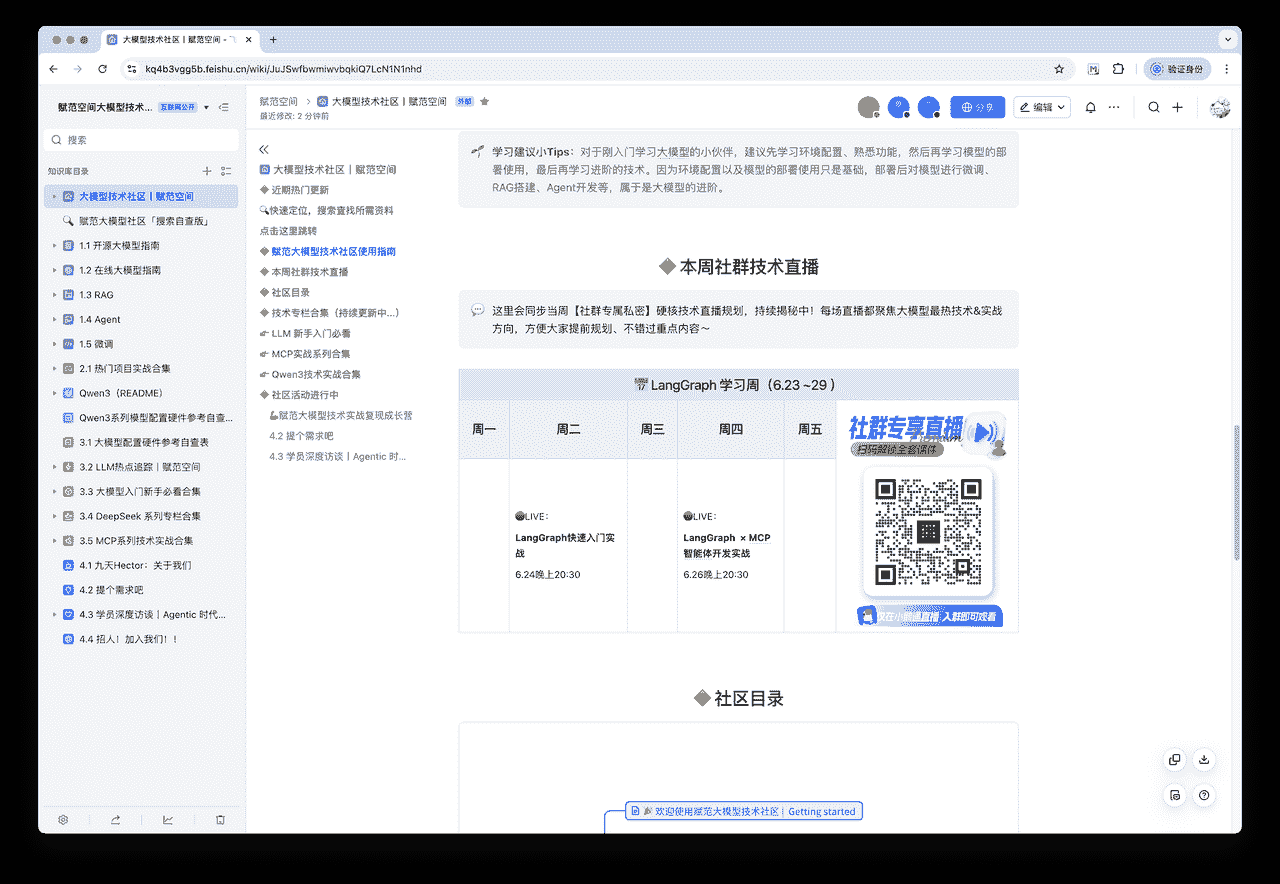 大模型技术社区丨赋范空间 -
kq4b3vgg5b.feishu.cn/wiki/JuJSwfbwmiwvbqkiQ7LcN1N1nhd
验证身份
赋范空间大模型技术...
互联网公开
搜索
知识库目录
大模型技术社区丨赋范空间
赋范大模型社区「搜索自查版」
1.1 开源大模型指南
1.2 在线大模型指南
1.3 RAG
1.4 Agent
1.5 微调
2.1 热门项目实战合集
Qwen3（README）
Qwen3系列模型配置硬件参考自查...
3.1 大模型配置硬件参考自查表
3.2 LLM热点追踪丨赋范空间
3.3 大模型入门新手必看合集
3.4 DeepSeek 系列专栏合集
3.5 MCP系列技术实战合集
4.1 九天Hector：关于我们
4.2 提个需求吧
4.3 学员深度访谈丨Agentic 时代...
4.4 招人！加入我们！！
赋范空间
大模型技术社区丨赋范空间
外部
最近修改: 2 分钟前
分享
编辑
大模型技术社区丨赋范空间
近期热门更新
快速定位，搜索查找所需资料
点击这里跳转
赋范大模型技术社区使用指南
本周社群技术直播
社区目录
技术专栏合集（持续更新中...）
LLM 新手入门必看
MCP实战系列合集
Qwen3技术实战合集
社区活动进行中
赋范大模型技术实战复现成长营
4.2 提个需求吧
4.3 学员深度访谈丨Agentic 时...
学习建议小Tips：对于刚入门学习大模型的小伙伴，建议先学习环境配置、熟悉功能，然后再学习模型的部
署使用，最后再学习进阶的技术。因为环境配置以及模型的部署使用只是基础，部署后对模型进行微调、
RAG搭建、Agent开发等，属于是大模型的进阶。
本周社群技术直播
这里会同步当周【社群专属私密】硬核技术直播规划，持续揭秘中！每场直播都聚焦大模型最热技术&实战
方向，方便大家提前规划、不错过重点内容～
LangGraph 学习周（6.23 ~29 ）
周一
周二
周三
周四
周五
LIVE：
LangGraph快速入门实
战
6.24晚上20:30
LIVE：
LangGraph × MCP
智能体开发实战
6.26晚上20:30
社群专享直播
扫码解锁全套课件
仅在小鹅通直播 入群即可观看
社区目录
欢迎使用赋范大模型技术社区丨Getting started